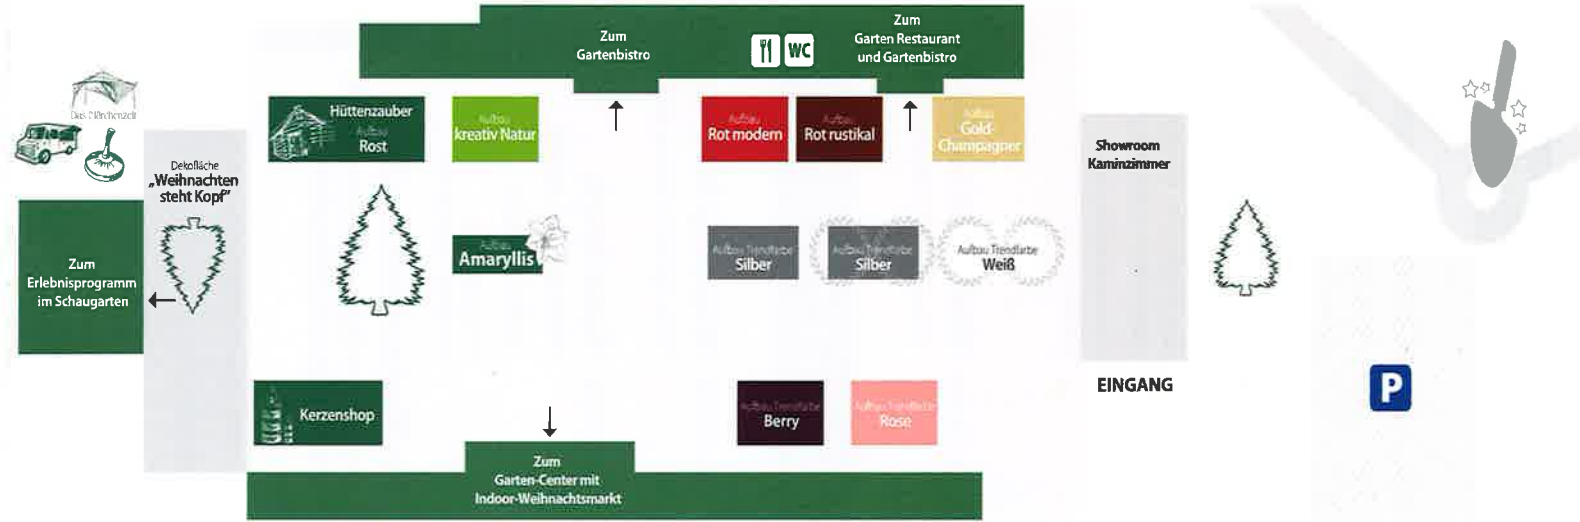 Zum
Gartenbistro
WC
Zum
Garten Restaurant
und Gartenbistro
Das Märchenzelt
Hüttenzauber
Aufbau
Rost
Aufbau
kreativ Natur
Aufbau
Rot modern
Aufbau
Rot rustikal
Aufbau
Gold-
Champagner
Showroom
Kaminzimmer
Dekofläche
„Weihnachten
steht Kopf“
Zum
Erlebnisprogramm
im Schaugarten
Aufbau
Amaryllis
Aufbau Trendfarbe
Silber
Aufbau Trendfarbe
Silber
Aufbau Trendfarbe
Weiß
EINGANG
P
Kerzenshop
Aufbau Trendfarbe
Berry
Aufbau Trendfarbe
Rose
Zum
Garten-Center mit
Indoor-Weihnachtsmarkt